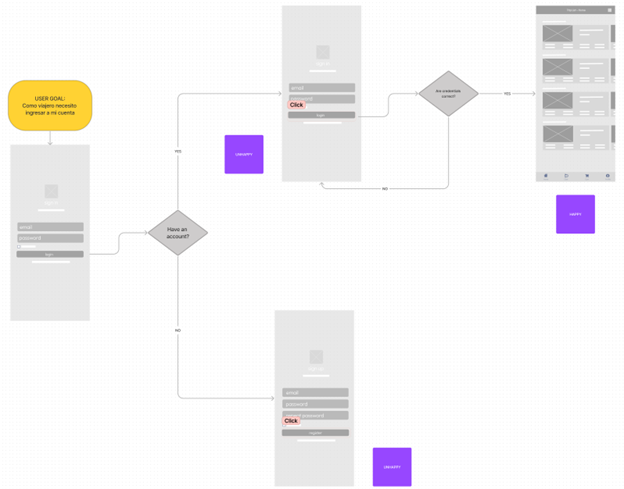 USER GOAL:
Como viajero necesito
ingresar a mi cuenta
email
password
login
Have an
account?
YES
NO
UNHAPPY
email
password
Click
login
Are credentials
correct?
YES
NO
HAPPY
email
password
password
Click
register
UNHAPPY